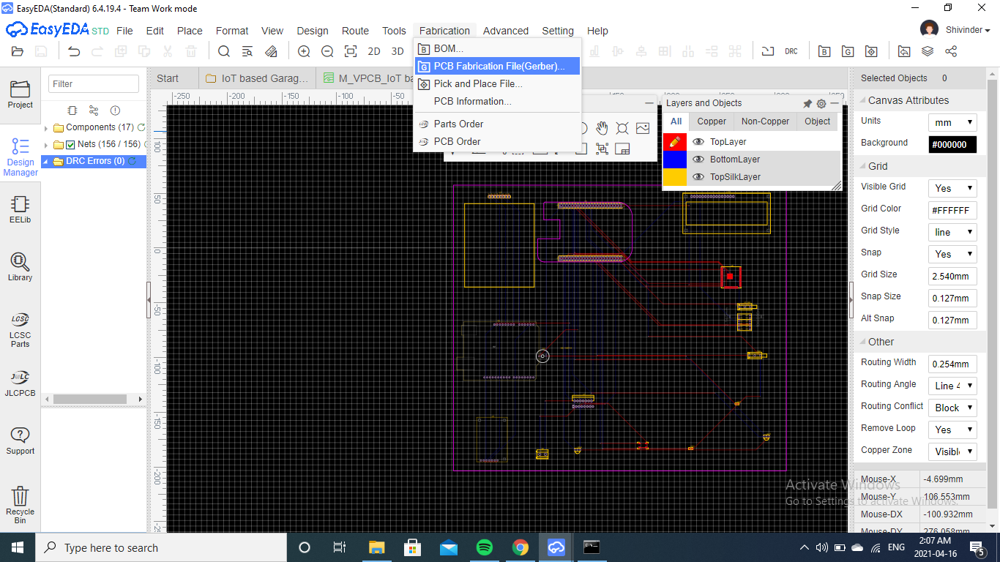 EasyEDA(Standard) 6.4.19.4 - Team Work mode
EasyEDA STD File Edit Place Format View Design Route Tools Fabrication Advanced Setting Help Shivinder
2D 3D DRC
BOM...
PCB Fabrication File(Gerber)...
Pick and Place File...
PCB Information...
Parts Order
PCB Order
Project
Design Manager
EELib
Library
LCSC
LCSC Parts
J@LC
JLCPCB
Support
Recycle Bin
Filter
Components (17)
Nets (156 / 156)
DRC Errors (0)
Start IoT based Garag... M_VPCB_IoT ba
-250 -200 -150 -100 -50
100
50
0
-50
-100
-150
-200
Layers and Objects
All Copper Non-Copper Object
TopLayer
BottomLayer
TopSilkLayer
Selected Objects 0
Canvas Attributes
Units mm
Background #000000
Grid
Visible Grid Yes
Grid Color #FFFFFF
Grid Style line
Snap Yes
Grid Size 2.540mm
Snap Size 0.127mm
Alt Snap 0.127mm
Other
Routing Width 0.254mm
Routing Angle Line 4
Routing Conflict Block
Remove Loop Yes
Copper Zone Visible
Mouse-X -4.699mm
Mouse-Y 106.553mm
Mouse-DX -100.932mm
Mouse-DY 276.058mm
Activate Windows
Go to Settings to activate Windows.
Type here to search
ENG
2:07 AM
2021-04-16
5